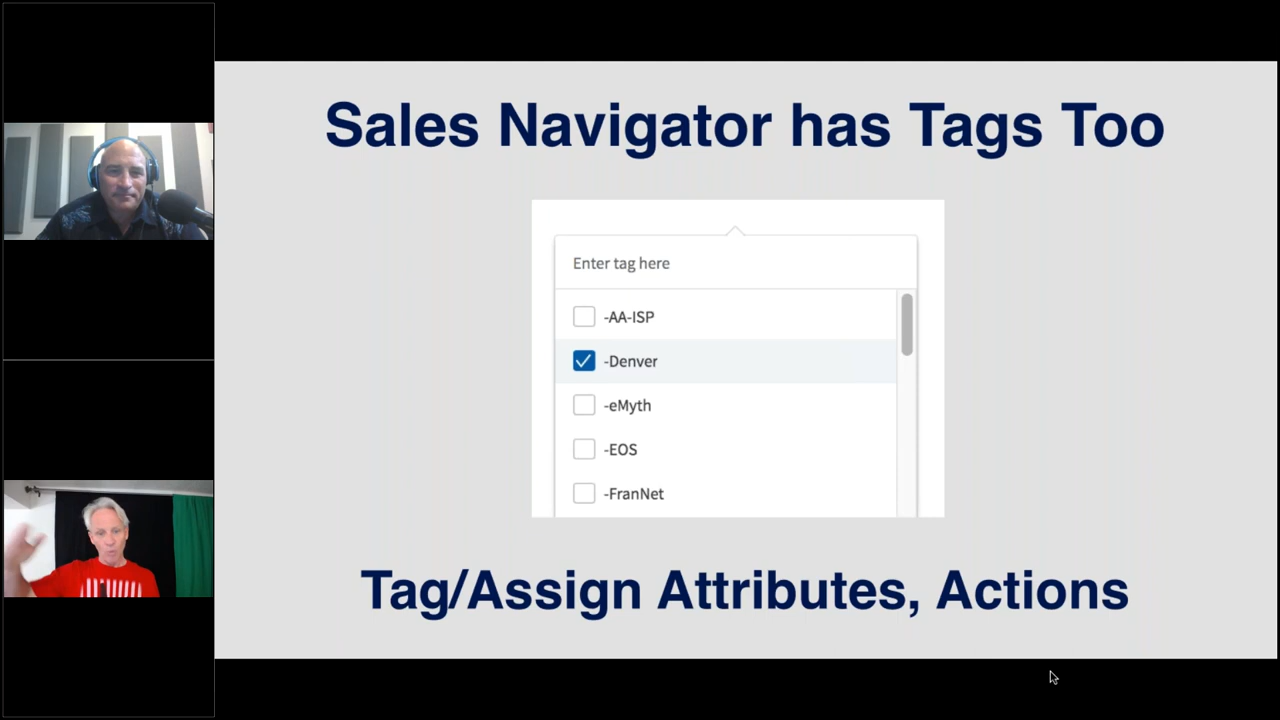 Sales Navigator has Tags Too
Enter tag here
-AA-ISP
-Denver
-eMyth
-EOS
-FranNet
Tag/Assign Attributes, Actions